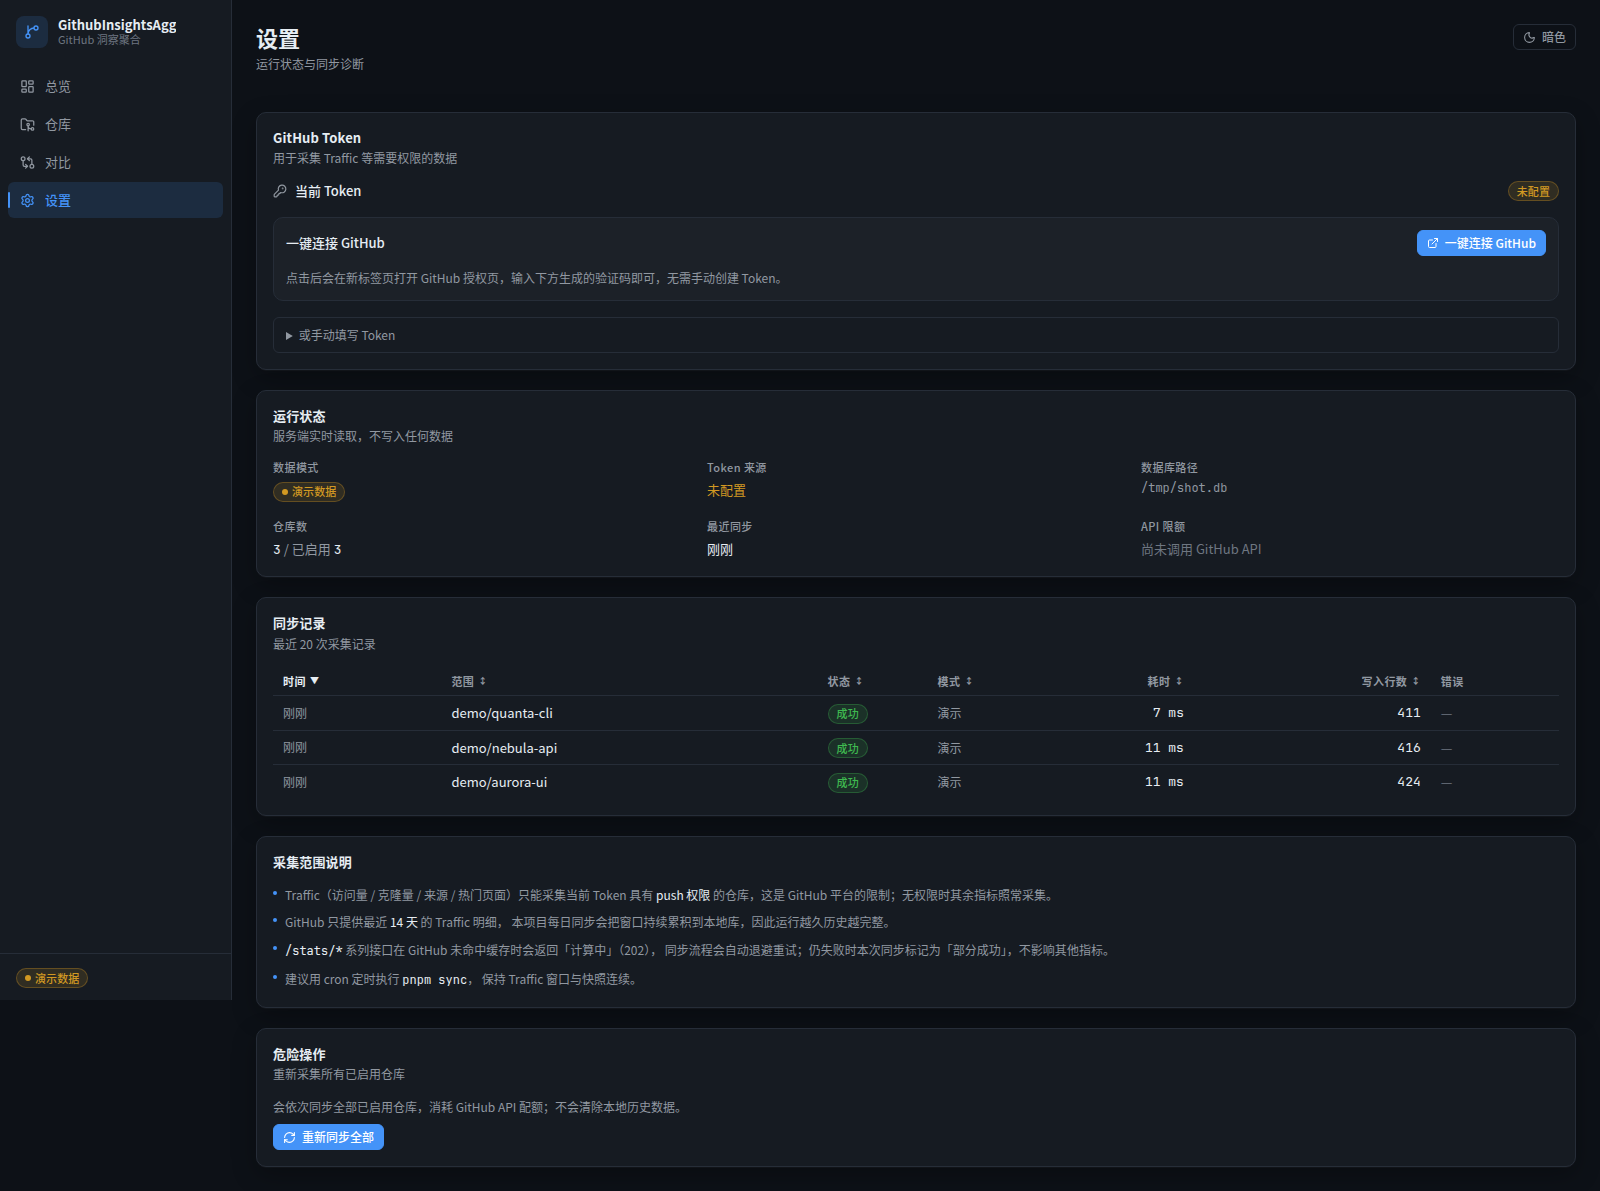 GithubInsightsAgg
GitHub 洞察聚合
总览
仓库
对比
设置
演示数据
设置
运行状态与同步诊断
暗色
GitHub Token
用于采集 Traffic 等需要权限的数据
当前 Token
未配置
一键连接 GitHub
一键连接 GitHub
点击后会在新标签页打开 GitHub 授权页，输入下方生成的验证码即可，无需手动创建 Token。
或手动填写 Token
运行状态
服务端实时读取，不写入任何数据
数据模式 Token 来源 数据库路径
演示数据 未配置 /tmp/shot.db
仓库数 最近同步 API 限额
3 / 已启用 3 刚刚 尚未调用 GitHub API
同步记录
最近 20 次采集记录
时间 ▼ 范围 ↕ 状态 ↕ 模式 ↕ 耗时 ↕ 写入行数 ↕ 错误
刚刚 demo/quanta-cli 成功 演示 7 ms 411 —
刚刚 demo/nebula-api 成功 演示 11 ms 416 —
刚刚 demo/aurora-ui 成功 演示 11 ms 424 —
采集范围说明
Traffic（访问量 / 克隆量 / 来源 / 热门页面）只能采集当前 Token 具有 push 权限 的仓库，这是 GitHub 平台的限制；无权限时其余指标照常采集。
GitHub 只提供最近 14 天 的 Traffic 明细， 本项目每日同步会把窗口持续累积到本地库，因此运行越久历史越完整。
/stats/* 系列接口在 GitHub 未命中缓存时会返回「计算中」（202）， 同步流程会自动退避重试；仍失败时本次同步标记为「部分成功」，不影响其他指标。
建议用 cron 定时执行 pnpm sync， 保持 Traffic 窗口与快照连续。
危险操作
重新采集所有已启用仓库
会依次同步全部已启用仓库，消耗 GitHub API 配额；不会清除本地历史数据。
重新同步全部